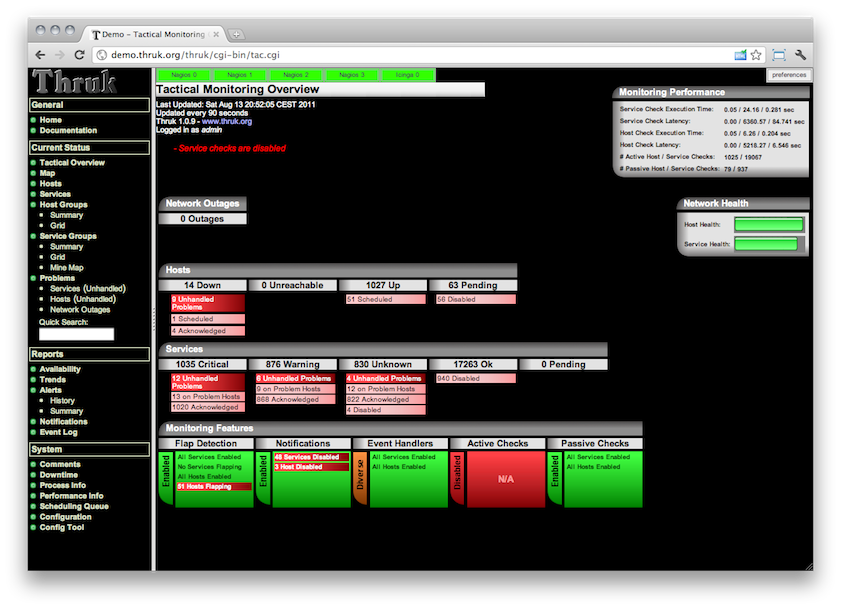 Demo – Tactical Monitoring
demo.thruk.org/thruk/cgi-bin/tac.cgi
Thruk
General
Home
Documentation
Current Status
Tactical Overview
Map
Hosts
Services
Host Groups
Summary
Grid
Service Groups
Summary
Grid
Mine Map
Problems
Services (Unhandled)
Hosts (Unhandled)
Network Outages
Quick Search:
Reports
Availability
Trends
Alerts
History
Summary
Notifications
Event Log
System
Comments
Downtime
Process Info
Performance Info
Scheduling Queue
Configuration
Config Tool
Nagios 0 Nagios 1 Nagios 2 Nagios 3 Icinga 0
preferences
Tactical Monitoring Overview
Last Updated: Sat Aug 13 20:52:05 CEST 2011
Updated every 90 seconds
Thruk 1.0.9 - www.thruk.org
Logged in as admin
- Service checks are disabled
Monitoring Performance
Service Check Execution Time: 0.05 / 24.16 / 0.281 sec
Service Check Latency: 0.00 / 6360.57 / 84.741 sec
Host Check Execution Time: 0.05 / 6.26 / 0.204 sec
Host Check Latency: 0.00 / 5218.27 / 6.546 sec
# Active Host / Service Checks: 1025 / 19067
# Passive Host / Service Checks: 79 / 937
Network Outages
0 Outages
Network Health
Host Health:
Service Health:
Hosts
14 Down 0 Unreachable 1027 Up 63 Pending
9 Unhandled Problems
1 Scheduled
4 Acknowledged
51 Scheduled
56 Disabled
Services
1035 Critical 876 Warning 830 Unknown 17263 Ok 0 Pending
12 Unhandled Problems
13 on Problem Hosts
1020 Acknowledged
6 Unhandled Problems
9 on Problem Hosts
868 Acknowledged
4 Unhandled Problems
12 on Problem Hosts
822 Acknowledged
4 Disabled
940 Disabled
Monitoring Features
Flap Detection Notifications Event Handlers Active Checks Passive Checks
Enabled
All Services Enabled
No Services Flapping
All Hosts Enabled
51 Hosts Flapping
Enabled
48 Services Disabled
3 Host Disabled
Diverse
All Services Enabled
All Hosts Enabled
Disabled
N/A
Enabled
All Services Enabled
All Hosts Enabled